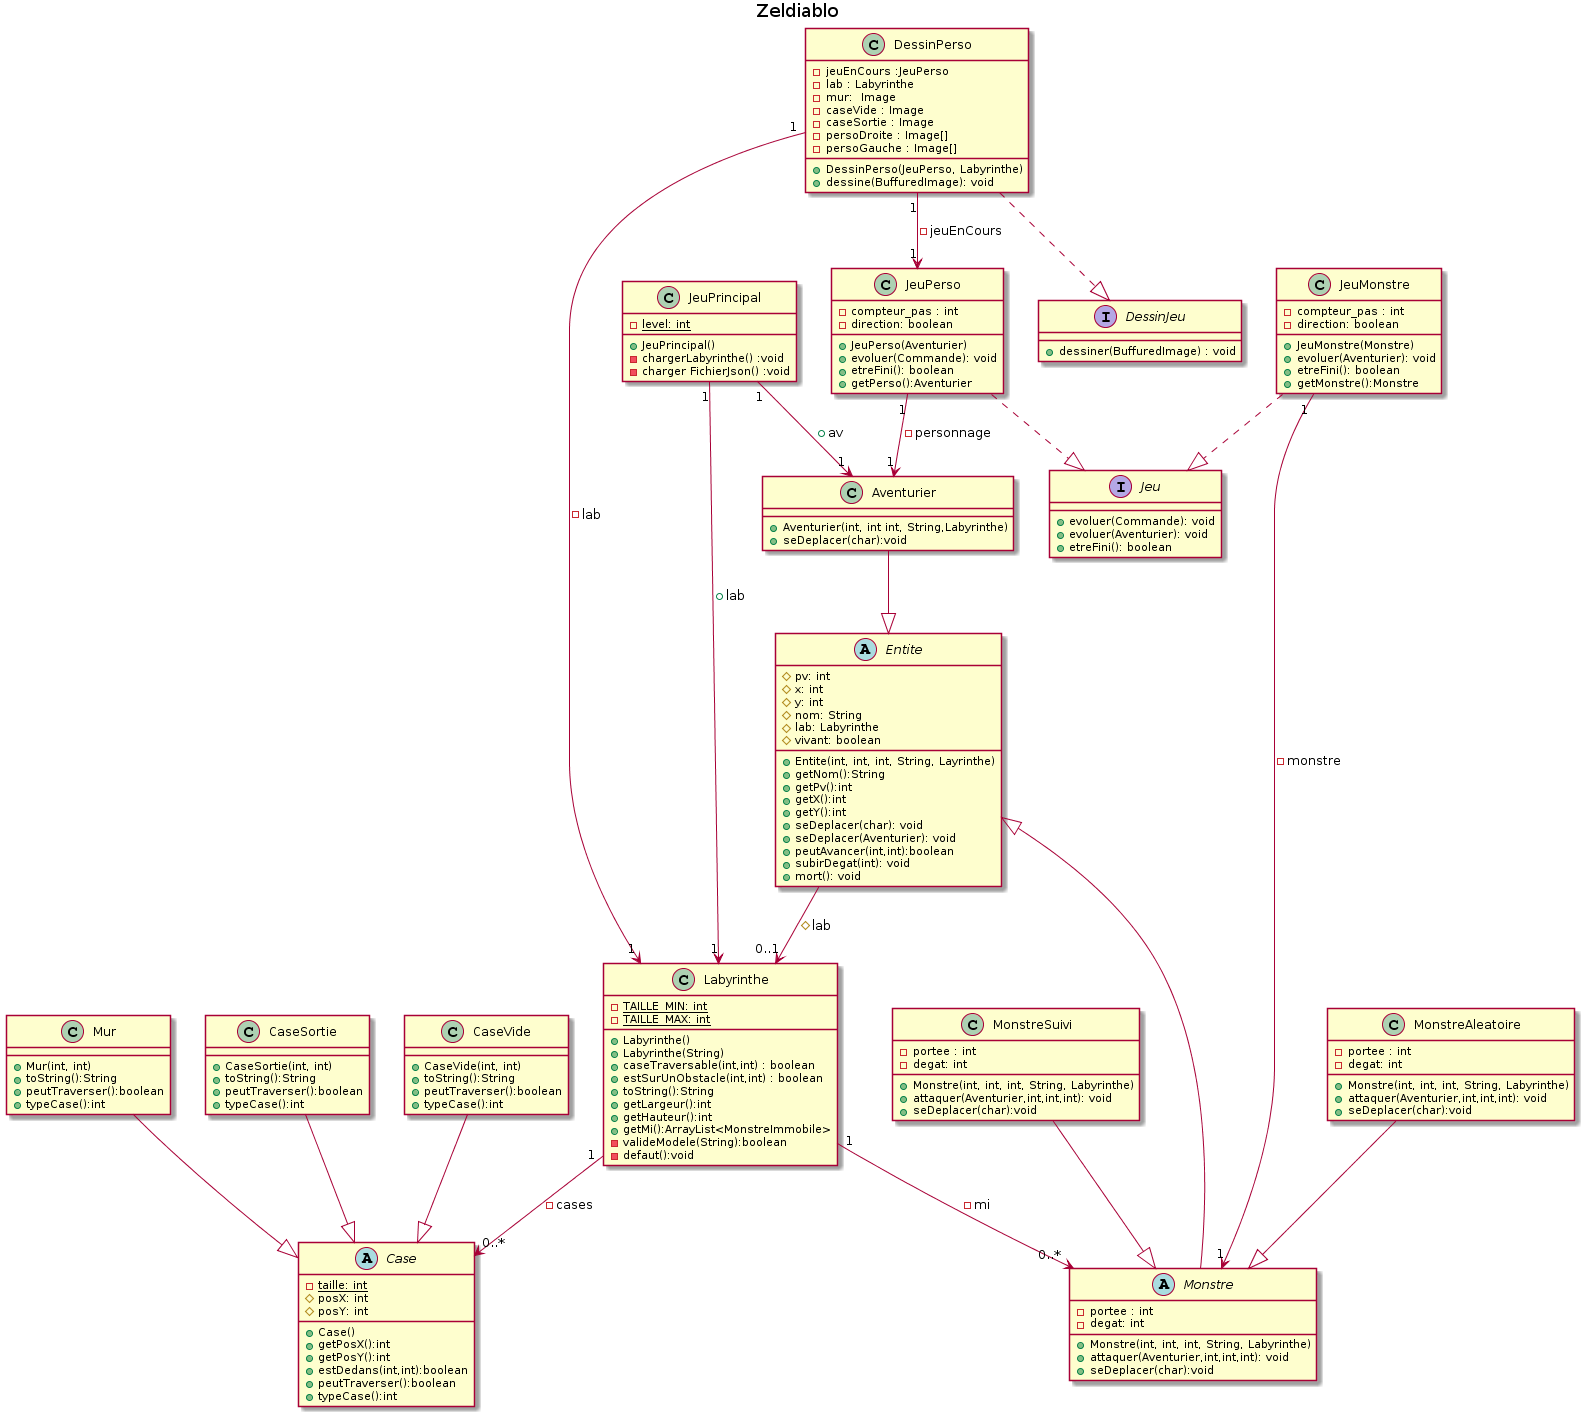 Zeldiablo
C DessinPerso
jeuEnCours :JeuPerso
lab : Labyrinthe
mur:  Image
caseVide : Image
caseSortie : Image
persoDroite : Image[]
persoGauche : Image[]
DessinPerso(JeuPerso, Labyrinthe)
dessine(BuffuredImage): void
1
1
jeuEnCours
1
C JeuPrincipal
level: int
JeuPrincipal()
chargerLabyrinthe() :void
charger FichierJson() :void
C JeuPerso
compteur_pas : int
direction: boolean
JeuPerso(Aventurier)
evoluer(Commande): void
etreFini(): boolean
getPerso():Aventurier
I DessinJeu
dessiner(BuffuredImage) : void
C JeuMonstre
compteur_pas : int
direction: boolean
JeuMonstre(Monstre)
evoluer(Aventurier): void
etreFini(): boolean
getMonstre():Monstre
1
1
1
1
av
personnage
1
1
C Aventurier
Aventurier(int, int int, String,Labyrinthe)
seDeplacer(char):void
I Jeu
evoluer(Commande): void
evoluer(Aventurier): void
etreFini(): boolean
lab
lab
A Entite
pv: int
x: int
y: int
nom: String
lab: Labyrinthe
vivant: boolean
Entite(int, int, int, String, Layrinthe)
getNom():String
getPv():int
getX():int
getY():int
seDeplacer(char): void
seDeplacer(Aventurier): void
peutAvancer(int,int):boolean
subirDegat(int): void
mort(): void
monstre
lab
1
1
0..1
C Mur
Mur(int, int)
toString():String
peutTraverser():boolean
typeCase():int
C CaseSortie
CaseSortie(int, int)
toString():String
peutTraverser():boolean
typeCase():int
C CaseVide
CaseVide(int, int)
toString():String
peutTraverser():boolean
typeCase():int
C Labyrinthe
TAILLE_MIN: int
TAILLE_MAX: int
Labyrinthe()
Labyrinthe(String)
caseTraversable(int,int) : boolean
estSurUnObstacle(int,int) : boolean
toString():String
getLargeur():int
getHauteur():int
getMi():ArrayList<MonstreImmobile>
valideModele(String):boolean
defaut():void
C MonstreSuivi
portee : int
degat: int
Monstre(int, int, int, String, Labyrinthe)
attaquer(Aventurier,int,int,int): void
seDeplacer(char):void
C MonstreAleatoire
portee : int
degat: int
Monstre(int, int, int, String, Labyrinthe)
attaquer(Aventurier,int,int,int): void
seDeplacer(char):void
1
1
cases
mi
0..*
0..*
1
A Case
taille: int
posX: int
posY: int
Case()
getPosX():int
getPosY():int
estDedans(int,int):boolean
peutTraverser():boolean
typeCase():int
A Monstre
portee : int
degat: int
Monstre(int, int, int, String, Labyrinthe)
attaquer(Aventurier,int,int,int): void
seDeplacer(char):void